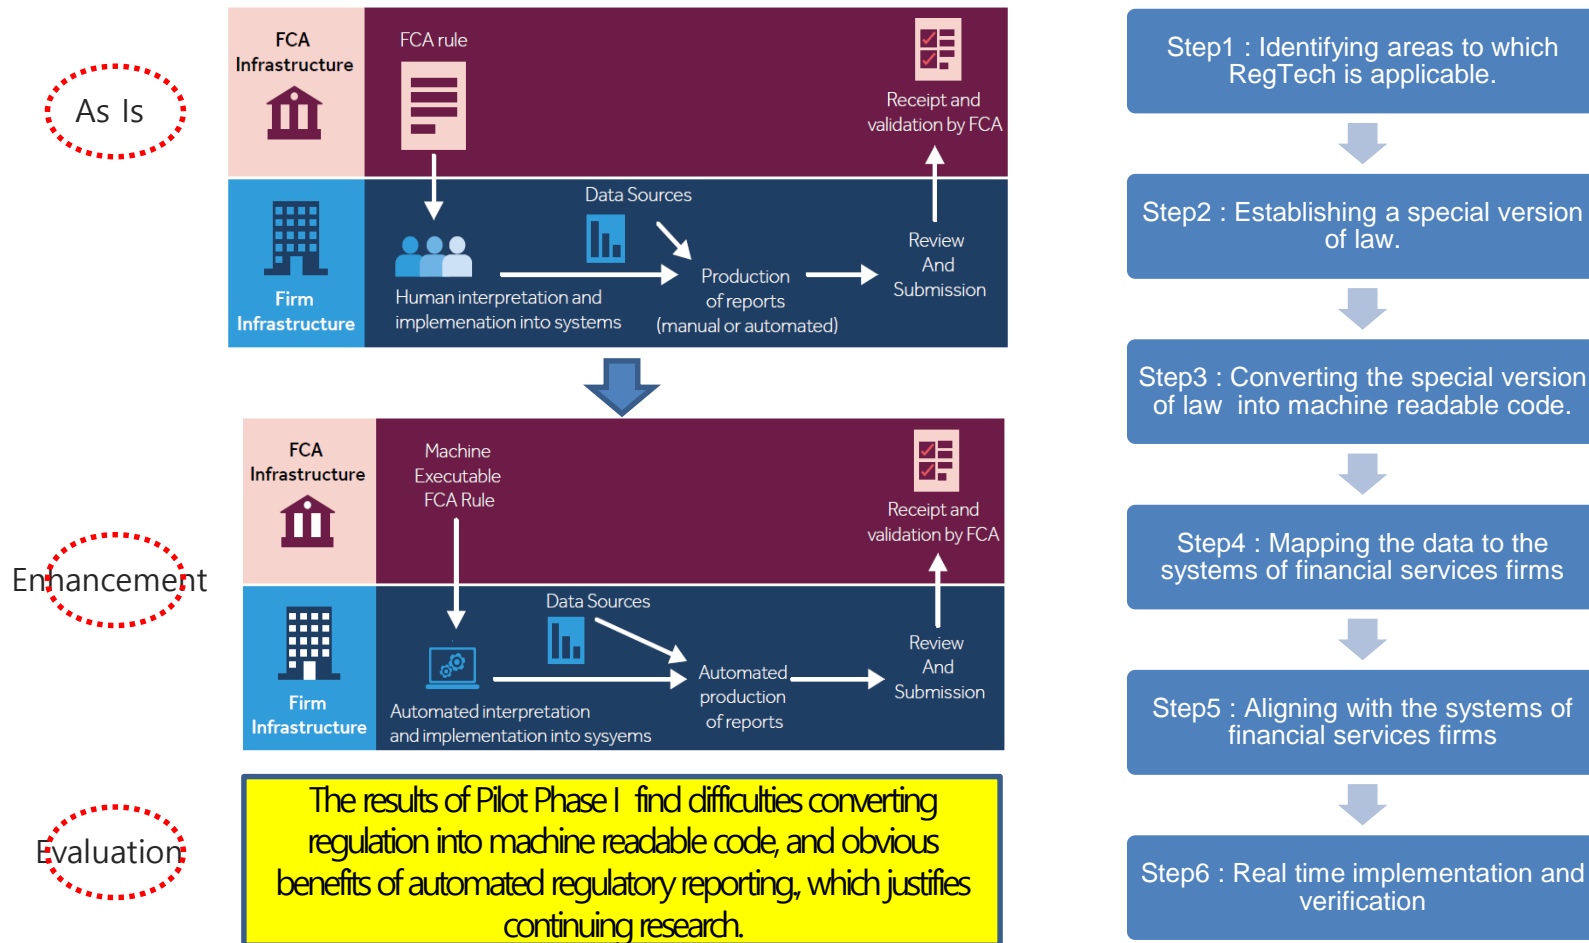 As Is
FCA
Infrastructure
FCA rule
Receipt and
validation by FCA
Firm
Infrastructure
Human interpretation and
implemenation into systems
Data Sources
Production
of reports
(manual or automated)
Review
And
Submission
Enhancement
FCA
Infrastructure
Machine
Executable
FCA Rule
Receipt and
validation by FCA
Firm
Infrastructure
Automated interpretation
and implementation into sysyems
Data Sources
Automated
production
of reports
Review
And
Submission
Evaluation
The results of Pilot Phase I find difficulties converting
regulation into machine readable code, and obvious
benefits of automated regulatory reporting,, which justifies
continuing research.
Step1 : Identifying areas to which
RegTech is applicable.
Step2 : Establishing a special version
of law.
Step3 : Converting the special version
of law into machine readable code.
Step4 : Mapping the data to the
systems of financial services firms
Step5 : Aligning with the systems of
financial services firms
Step6 : Real time implementation and
verification